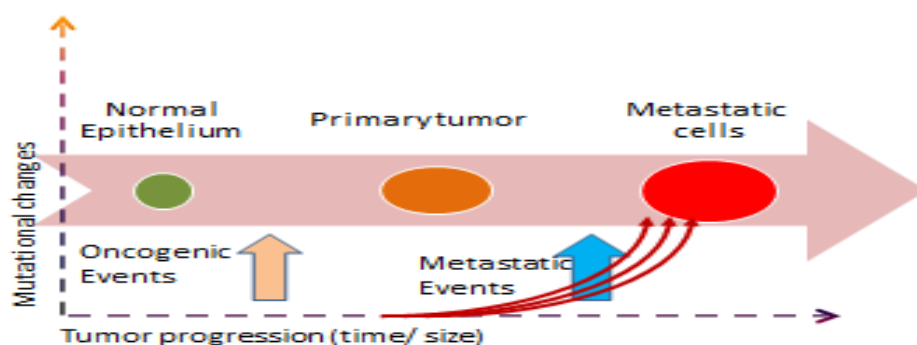 Normal
Epithelium
Primarytumor
Metastatic
cells
Mutational changes
Oncogenic
Events
Metastatic
Events
Tumor progression (time/ size)